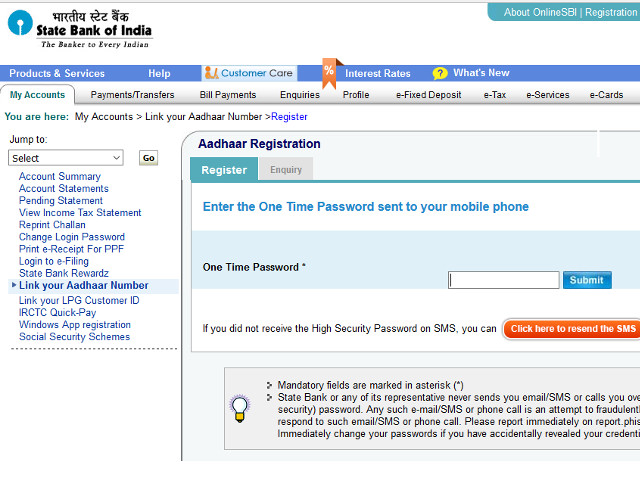 About OnlineSBI | Registration
भारतीय स्टेट बैंक
State Bank of India
The Banker to Every Indian
Products & Services Help Customer Care % Interest Rates ? What's New
My Accounts Payments/Transfers Bill Payments Enquiries Profile e-Fixed Deposit e-Tax e-Services e-Cards
You are here: My Accounts > Link your Aadhaar Number >Register
Jump to:
Select Go
Account Summary
Account Statements
Pending Statement
View Income Tax Statement
Reprint Challan
Change Login Password
Print e-Receipt For PPF
Login to e-Filing
State Bank Rewardz
Link your Aadhaar Number
Link your LPG Customer ID
IRCTC Quick-Pay
Windows App registration
Social Security Schemes
Aadhaar Registration
Register Enquiry
Enter the One Time Password sent to your mobile phone
One Time Password *
Submit
If you did not receive the High Security Password on SMS, you can Click here to resend the SMS
Mandatory fields are marked in asterisk (*)
State Bank or any of its representative never sends you email/SMS or calls you ove
security) password. Any such e-mail/SMS or phone call is an attempt to fraudulent
respond to such email/SMS or phone call. Please report immediately on report.phis
Immediately change your passwords if you have accidentally revealed your credenti